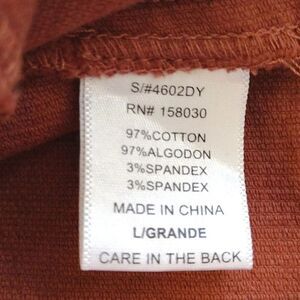 S/#4602DY
RN# 158030
97%COTTON
97%ALGODON
3%SPANDEX
3%SPANDEX
MADE IN CHINA
L/GRANDE
CARE IN THE BACK